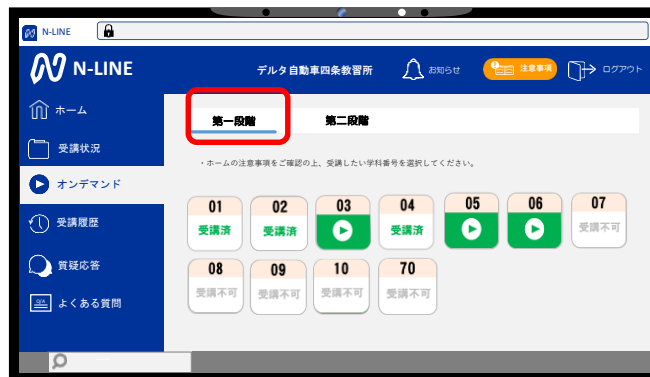 N-LINE
N-LINE
デルタ自動車四条教習所
お知らせ
注意事項
ログアウト
ホーム
受講状況
オンデマンド
受講履歴
質疑応答
Q/A
よくある質問
第一段階
第二段階
・ホームの注意事項をご確認の上、受講したい学科番号を選択してください。
01 02 03 04 05 06 07
受講済 受講済 受講済 受講不可
08 09 10 70
受講不可 受講不可 受講不可 受講不可